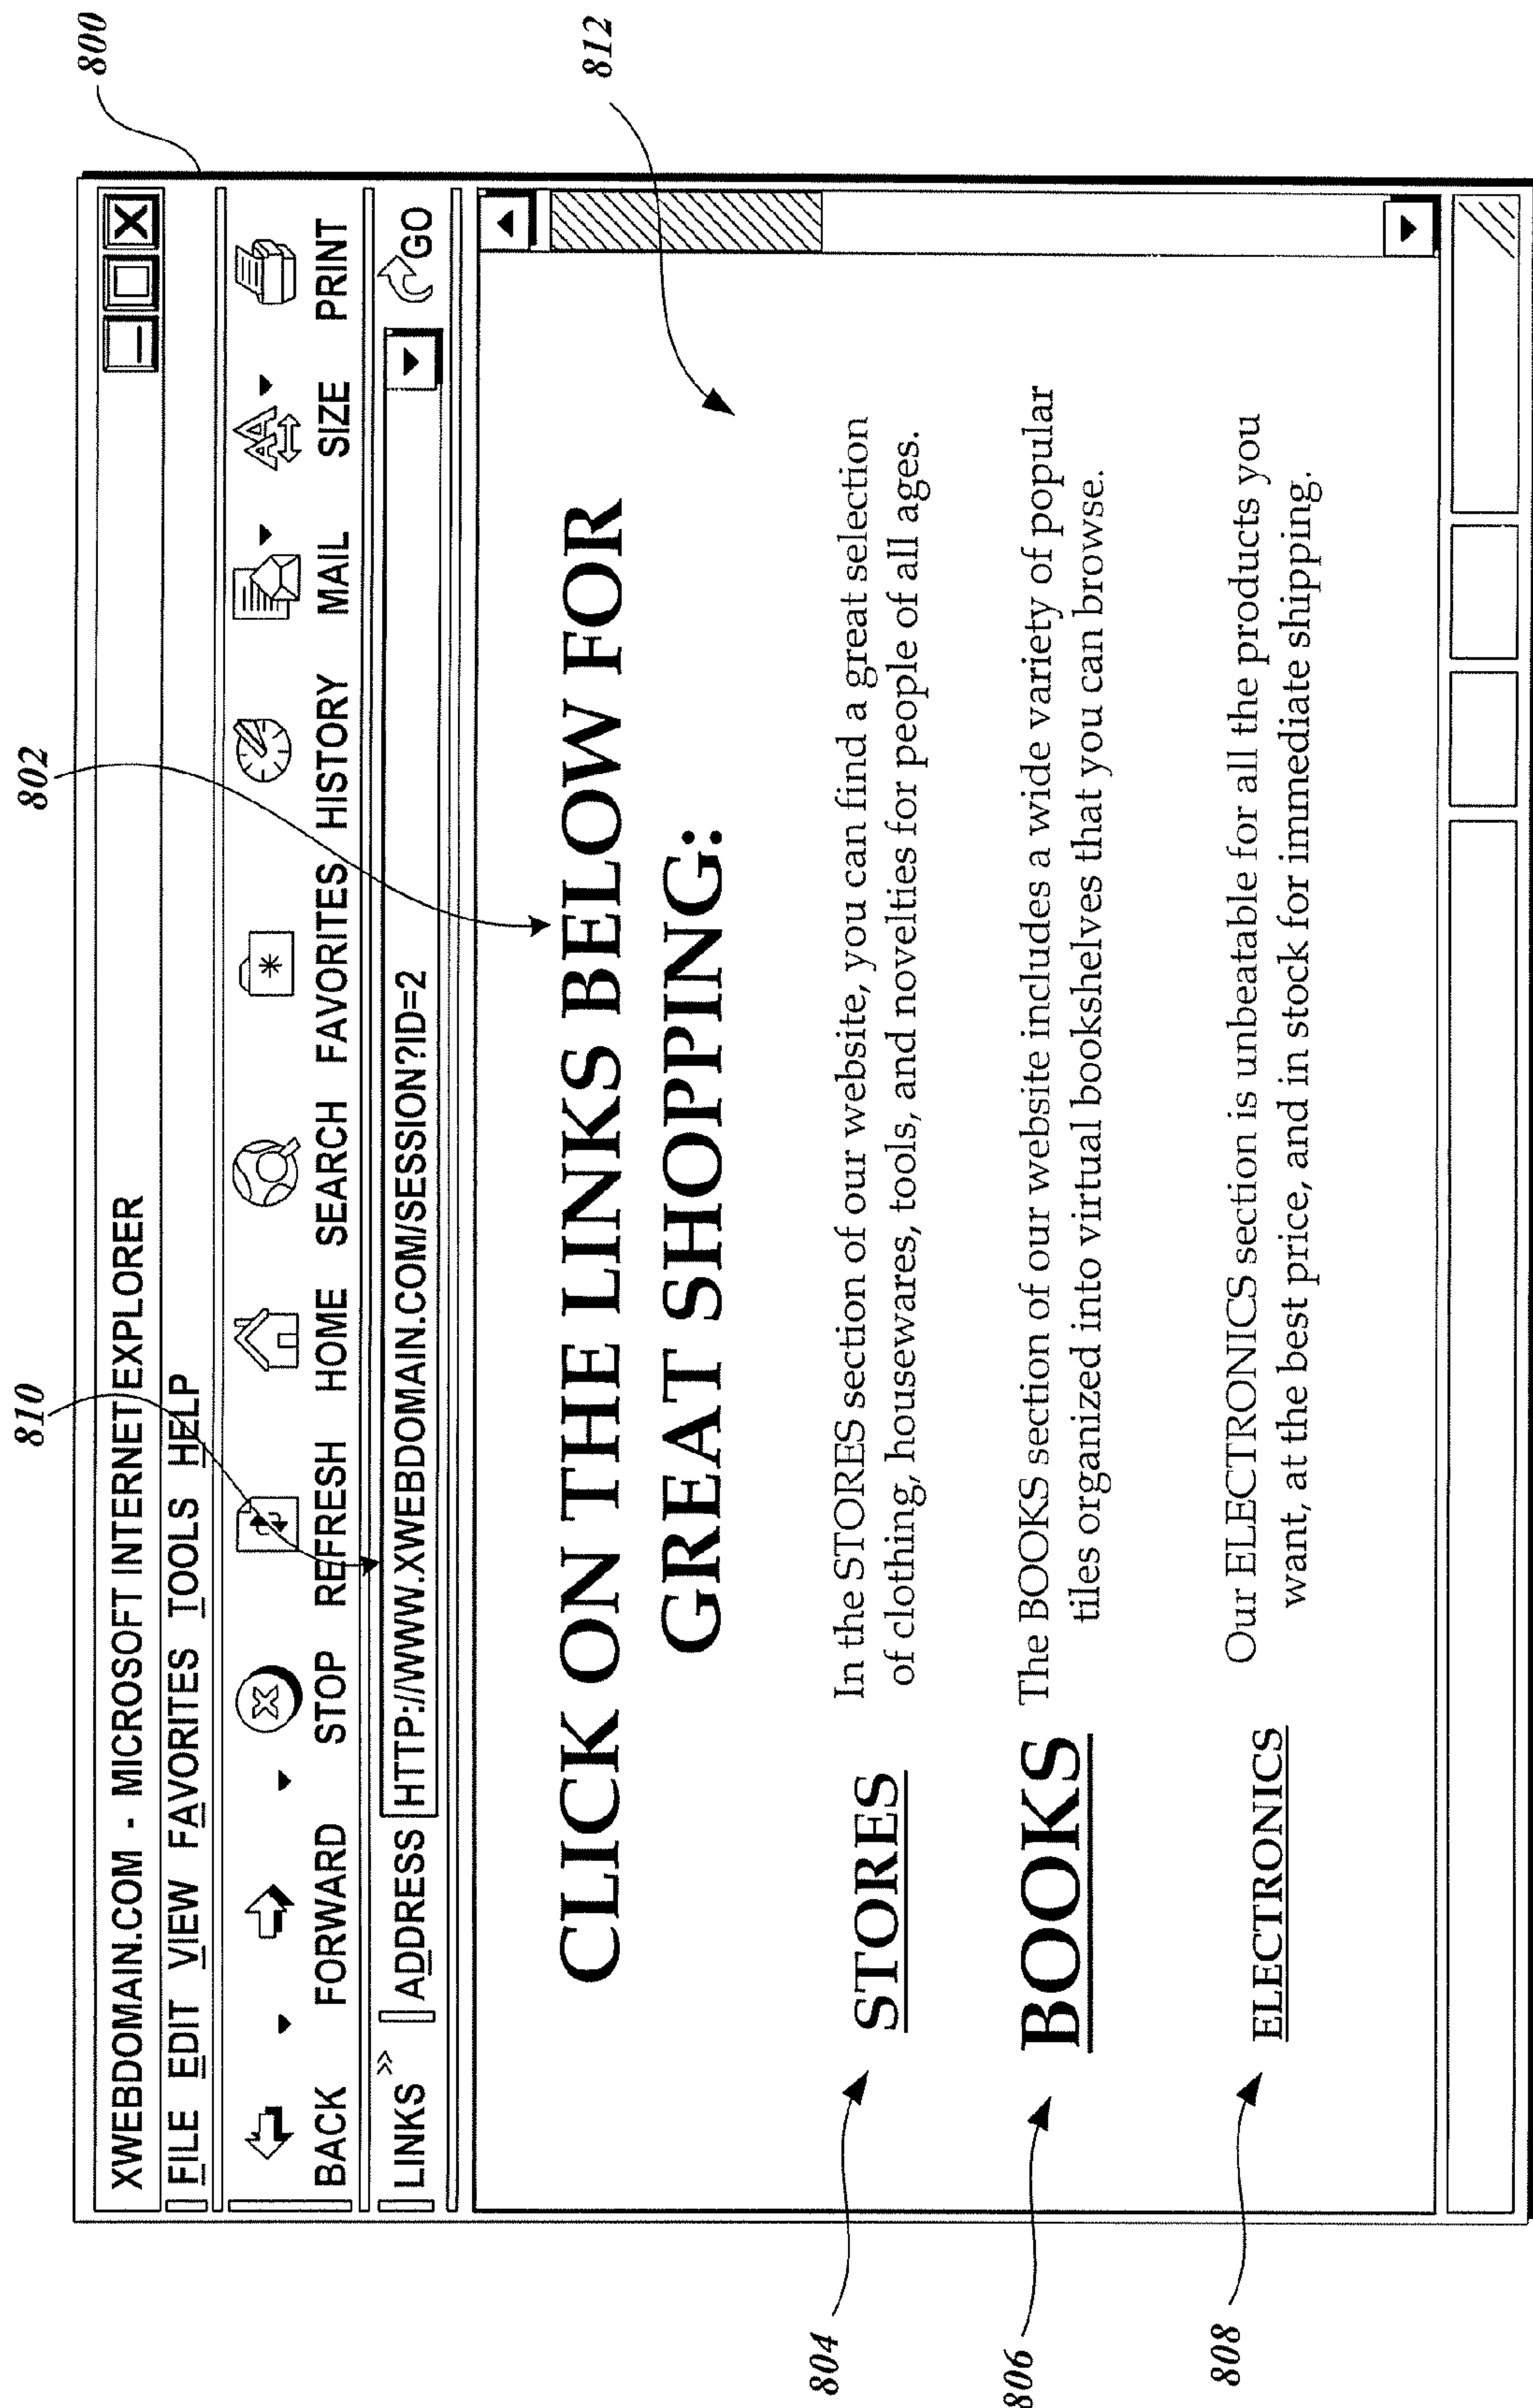 800
812
802
810
XWEBDOMAIN.COM - MICROSOFT INTERNET EXPLORER
FILE EDIT VIEW FAVORITES TOOLS HELP
BACK FORWARD STOP REFRESH HOME SEARCH FAVORITES HISTORY MAIL SIZE PRINT
LINKS >> ADDRESS HTTP://WWW.XWEBDOMAIN.COM/SESSION?ID=2 GO
CLICK ON THE LINKS BELOW FOR
GREAT SHOPPING:
804
STORES
In the STORES section of our website, you can find a great selection
of clothing, housewares, tools, and novelties for people of all ages.
806
BOOKS
The BOOKS section of our website includes a wide variety of popular
tiles organized into virtual bookshelves that you can browse.
808
ELECTRONICS
Our ELECTRONICS section is unbeatable for all the products you
want, at the best price, and in stock for immediate shipping.